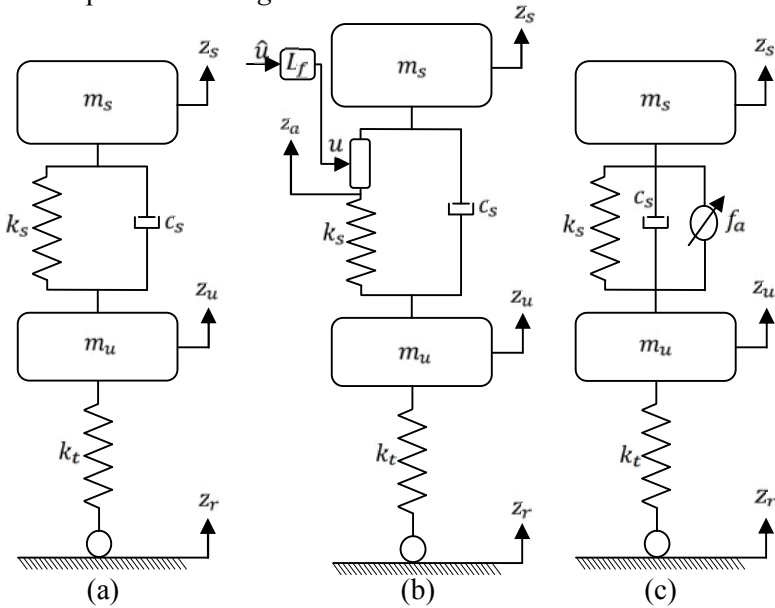 z_s
m_s
k_s
c_s
z_u
m_u
k_t
z_r
(a)
z_s
û
L_f
m_s
z_a
u
k_s
c_s
z_u
m_u
k_t
z_r
(b)
z_s
m_s
k_s
c_s
f_a
z_u
m_u
k_t
z_r
(c)